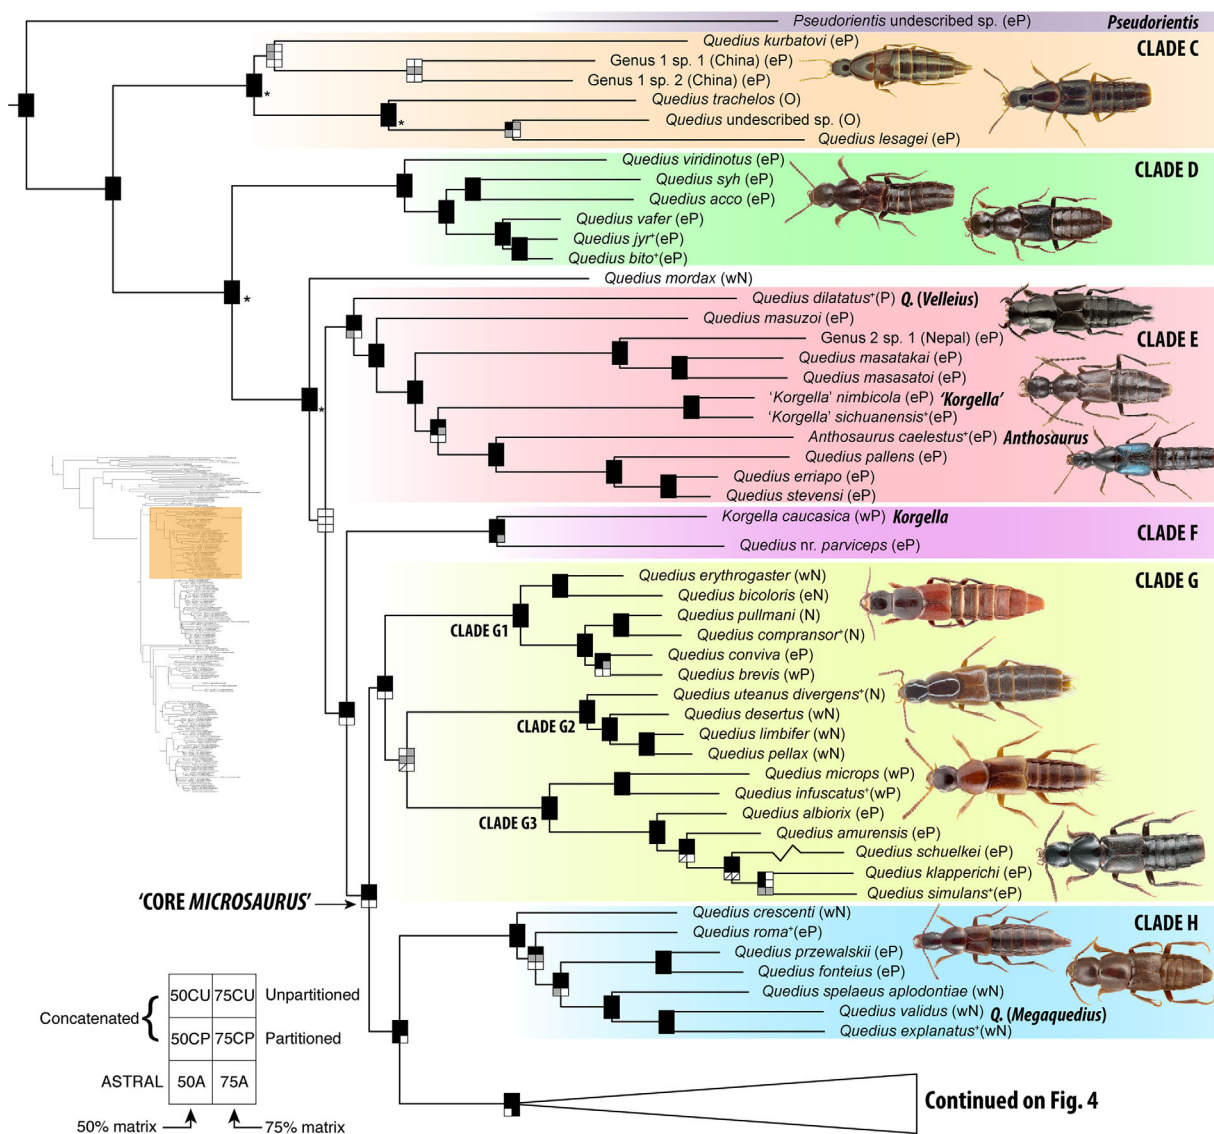 Pseudorientis undescribed sp. (eP) Pseudorientis
CLADE C
Quedius kurbatovi (eP)
Genus 1 sp. 1 (China) (eP)
Genus 1 sp. 2 (China) (eP)
Quedius trachelos (O)
*
Quedius undescribed sp. (O)
*
Quedius lesagei (eP)
CLADE D
Quedius viridinotus (eP)
Quedius syh (eP)
Quedius acco (eP)
Quedius vafer (eP)
Quedius jyr⁺(eP)
Quedius bito⁺(eP)
Quedius mordax (wN)
*
Quedius dilatatus⁺(P) Q. (Velleius)
Quedius masuzoi (eP)
CLADE E
Genus 2 sp. 1 (Nepal) (eP)
Quedius masatakai (eP)
Quedius masasatoi (eP)
'Korgella' nimbicola (eP) 'Korgella'
*
'Korgella' sichuanensis⁺(eP)
Anthosaurus caelestus⁺(eP) Anthosaurus
Quedius pallens (eP)
Quedius erriapo (eP)
Quedius stevensi (eP)
Korgella caucasica (wP) Korgella
CLADE F
Quedius nr. parviceps (eP)
CLADE G
Quedius erythrogaster (wN)
Quedius bicoloris (eN)
Quedius pullmani (N)
CLADE G1
Quedius compransor⁺(N)
Quedius conviva (eP)
Quedius brevis (wP)
Quedius uteanus divergens⁺(N)
Quedius desertus (wN)
CLADE G2
Quedius limbifer (wN)
Quedius pellax (wN)
Quedius microps (wP)
Quedius infuscatus⁺(wP)
Quedius albiorix (eP)
CLADE G3
Quedius amurensis (eP)
Quedius schuelkei (eP)
Quedius klapperichi (eP)
Quedius simulans⁺(eP)
'CORE MICROSAURUS'
Quedius crescenti (wN)
CLADE H
Quedius roma⁺(eP)
Quedius przewalskii (eP)
Quedius fonteius (eP)
Quedius spelaeus aplodontiae (wN)
Quedius validus (wN) Q. (Megaquedius)
Quedius explanatus⁺(wN)
50CU 75CU Unpartitioned
Concatenated
50CP 75CP Partitioned
ASTRAL 50A 75A
50% matrix 75% matrix
Continued on Fig. 4